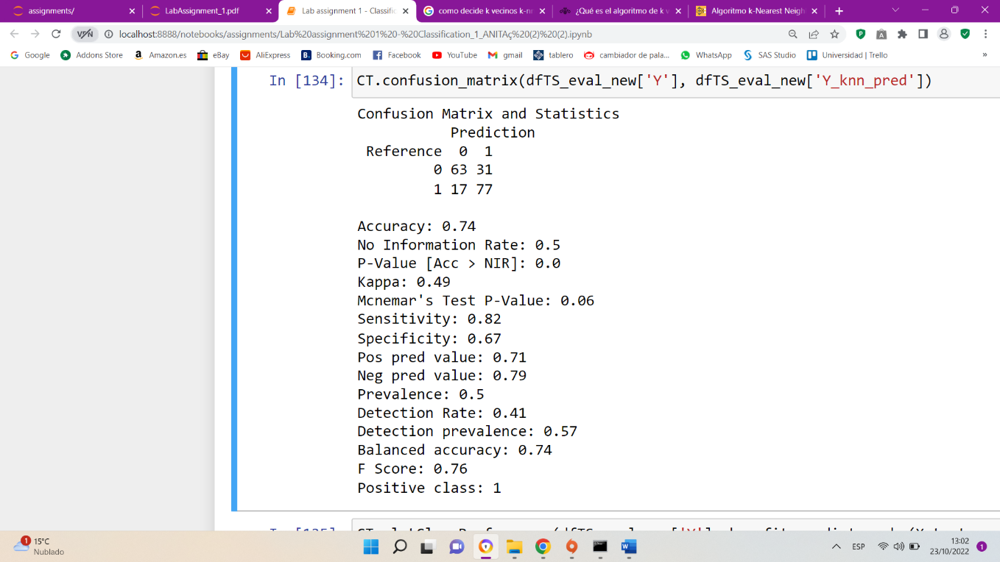 assignments/
LabAssignment_1.pdf
Lab assignment 1 - Classific
como decide k vecinos k-nn
¿Qué es el algoritmo de k v
Algoritmo k-Nearest Neigh
VPN
localhost:8888/notebooks/assignments/Lab%20assignment%201%20-%20Classification_1_ANITAç%20(2)%20(2).ipynb
Google
Addons Store
Amazon.es
eBay
AliExpress
Booking.com
Facebook
YouTube
gmail
tablero
cambiador de pala...
WhatsApp
SAS Studio
Universidad | Trello
»
In [134]: CT.confusion_matrix(dfTS_eval_new['Y'], dfTS_eval_new['Y_knn_pred'])
Confusion Matrix and Statistics
Prediction
Reference 0 1
0 63 31
1 17 77
Accuracy: 0.74
No Information Rate: 0.5
P-Value [Acc > NIR]: 0.0
Kappa: 0.49
Mcnemar's Test P-Value: 0.06
Sensitivity: 0.82
Specificity: 0.67
Pos pred value: 0.71
Neg pred value: 0.79
Prevalence: 0.5
Detection Rate: 0.41
Detection prevalence: 0.57
Balanced accuracy: 0.74
F Score: 0.76
Positive class: 1
1
15°C
Nublado
ESP
13:02
23/10/2022
1